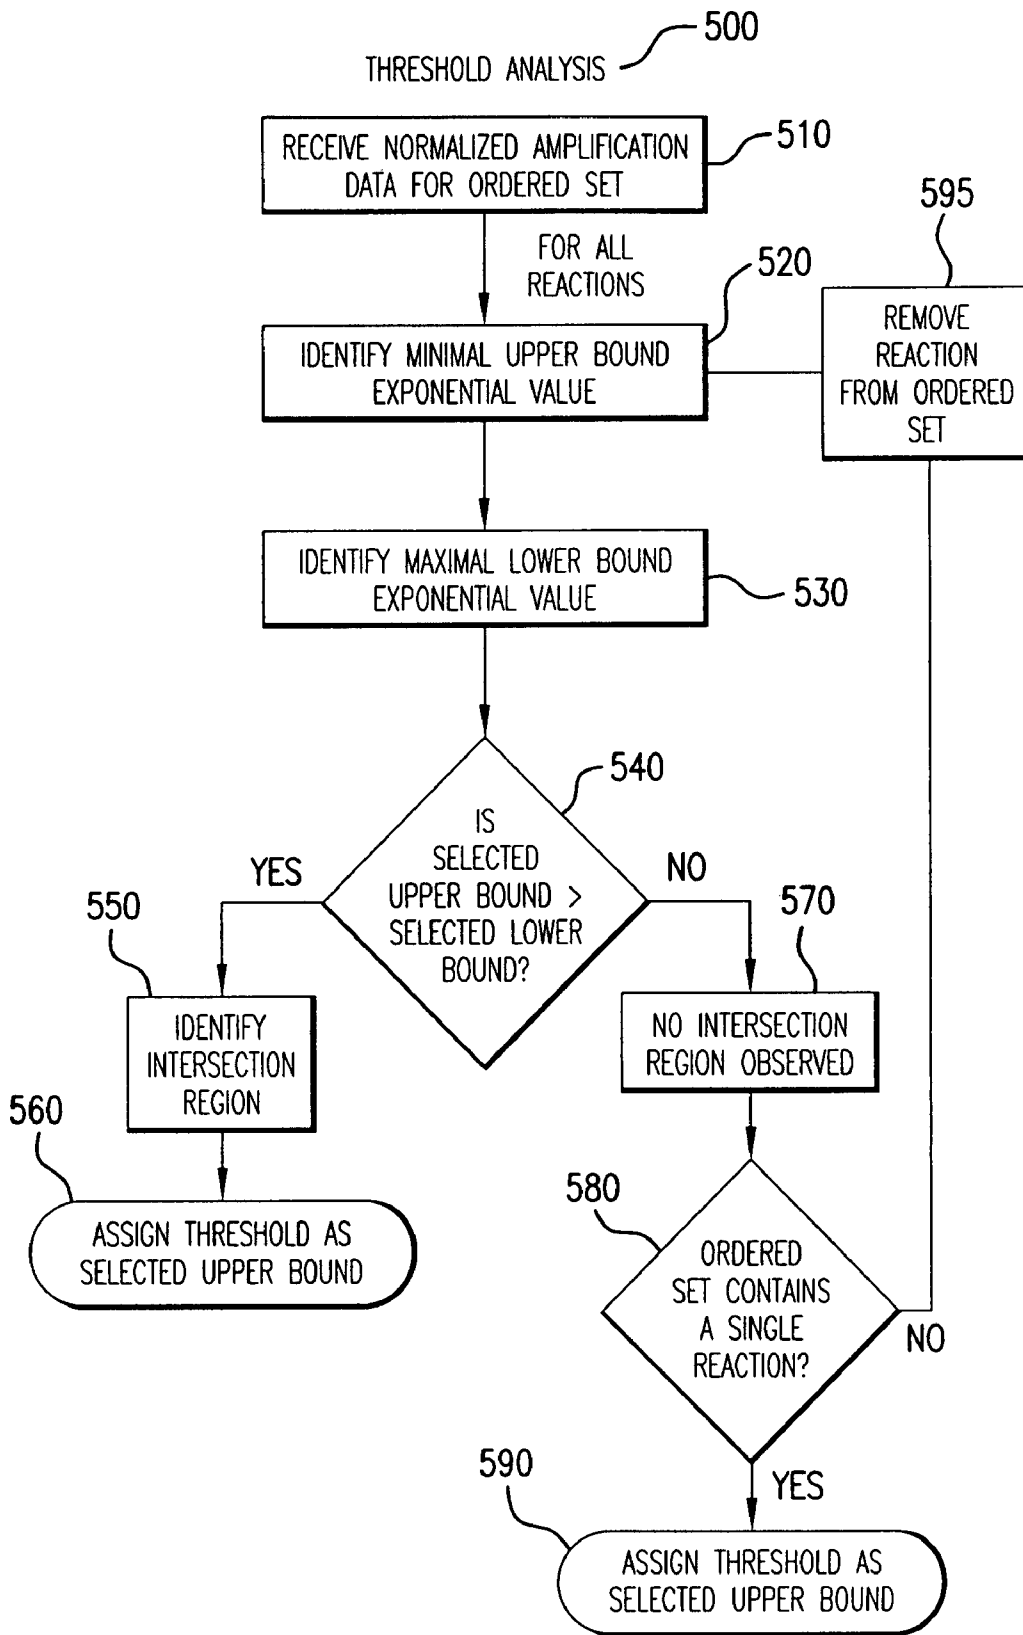 500
THRESHOLD ANALYSIS
RECEIVE NORMALIZED AMPLIFICATION
DATA FOR ORDERED SET
510
FOR ALL
REACTIONS
520
595
IDENTIFY MINIMAL UPPER BOUND
EXPONENTIAL VALUE
REMOVE
REACTION
FROM ORDERED
SET
IDENTIFY MAXIMAL LOWER BOUND
EXPONENTIAL VALUE
530
540
IS
SELECTED
UPPER BOUND >
SELECTED LOWER
BOUND?
YES
NO
550
IDENTIFY
INTERSECTION
REGION
570
NO INTERSECTION
REGION OBSERVED
560
ASSIGN THRESHOLD AS
SELECTED UPPER BOUND
580
ORDERED
SET CONTAINS
A SINGLE
REACTION?
NO
YES
590
ASSIGN THRESHOLD AS
SELECTED UPPER BOUND